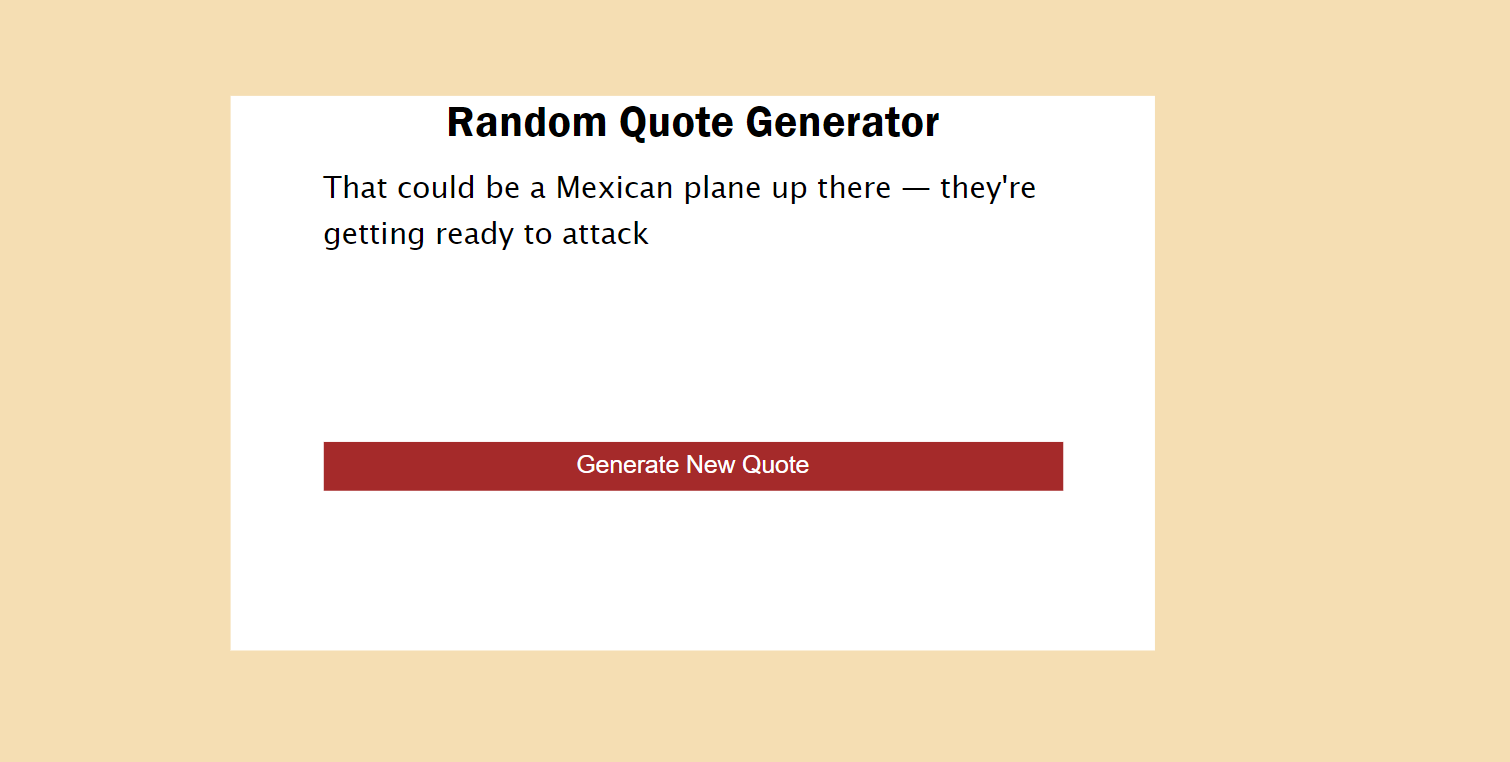 Random Quote Generator
That could be a Mexican plane up there — they're
getting ready to attack
Generate New Quote